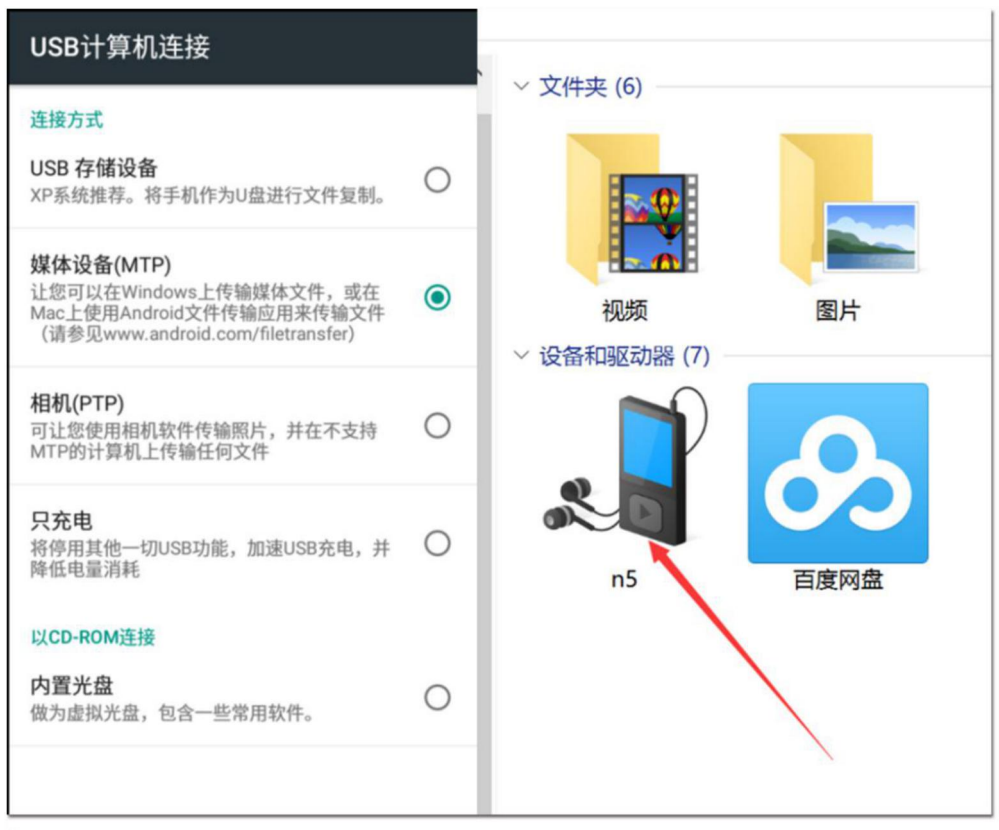 USB计算机连接
连接方式
USB 存储设备
XP系统推荐。将手机作为U盘进行文件复制。
媒体设备(MTP)
让您可以在Windows上传输媒体文件，或在
Mac上使用Android文件传输应用来传输文件
（请参见www.android.com/filetransfer）
相机(PTP)
可让您使用相机软件传输照片，并在不支持
MTP的计算机上传输任何文件
只充电
将停用其他一切USB功能，加速USB充电，并
降低电量消耗
以CD-ROM连接
内置光盘
做为虚拟光盘，包含一些常用软件。
文件夹 (6)
视频
图片
设备和驱动器 (7)
n5
百度网盘